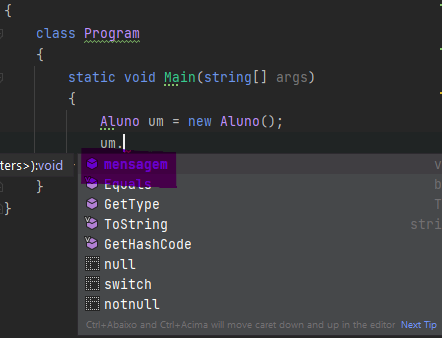 {
class Program
{
static void Main(string[] args)
{
Aluno um = new Aluno();
um.
mensagem v
ters>):void
Equals b
GetType
ToString stri
GetHashCode
null
switch
notnull
}
}
Ctrl+Abaixo and Ctrl+Acima will move caret down and up in the editor Next Tip